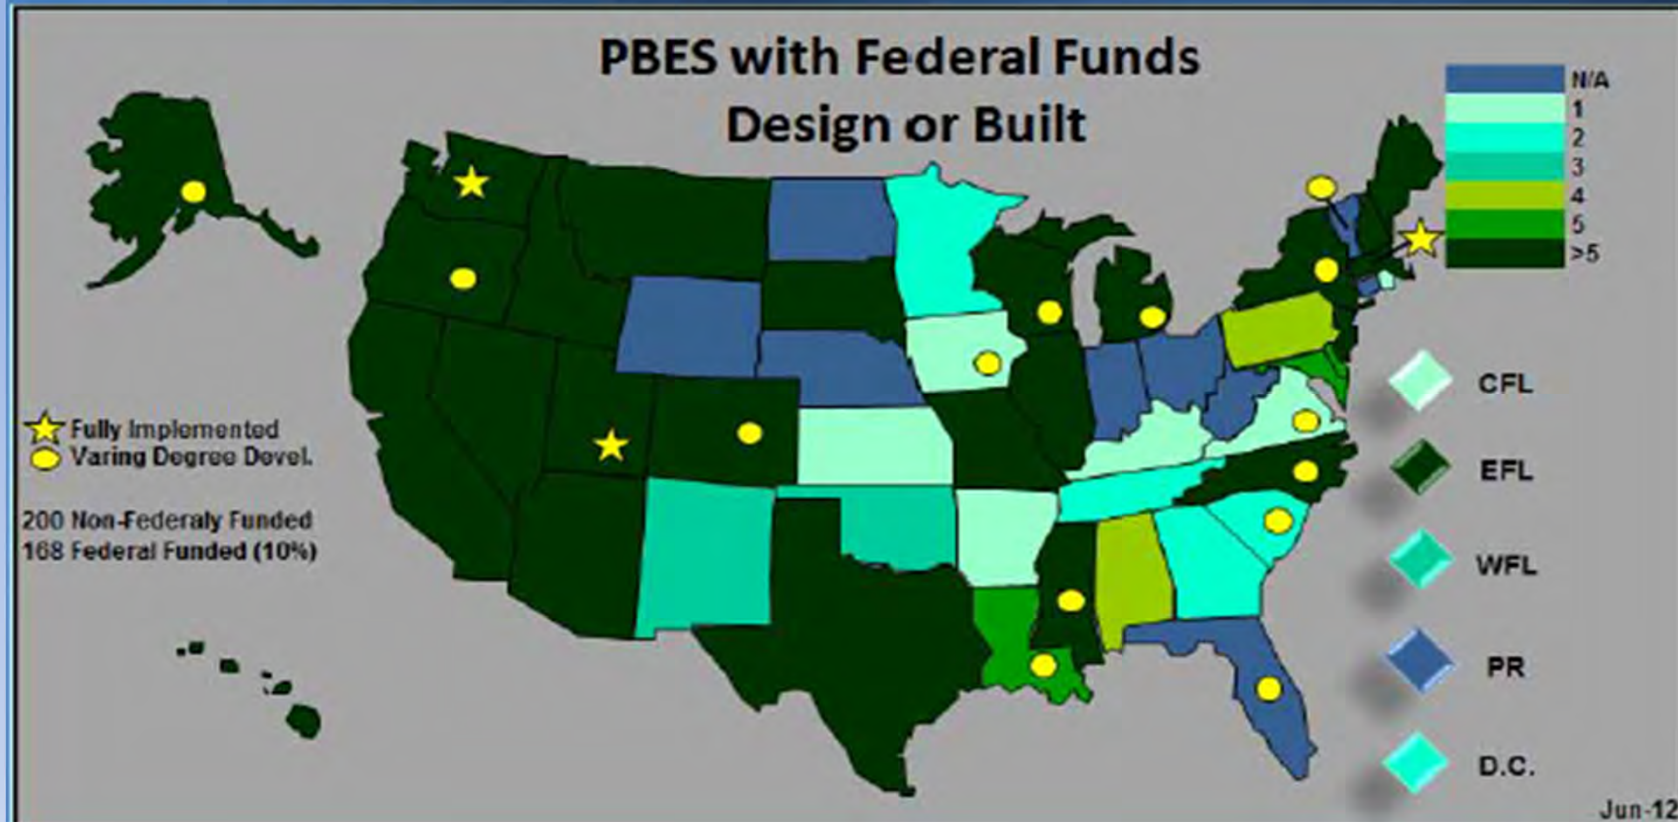 PBES with Federal Funds
Design or Built
N/A
1
2
3
4
5
>5
Fully Implemented
Varing Degree Devel.
200 Non-Federaly Funded
168 Federal Funded (10%)
CFL
EFL
WFL
PR
D.C.
Jun-12